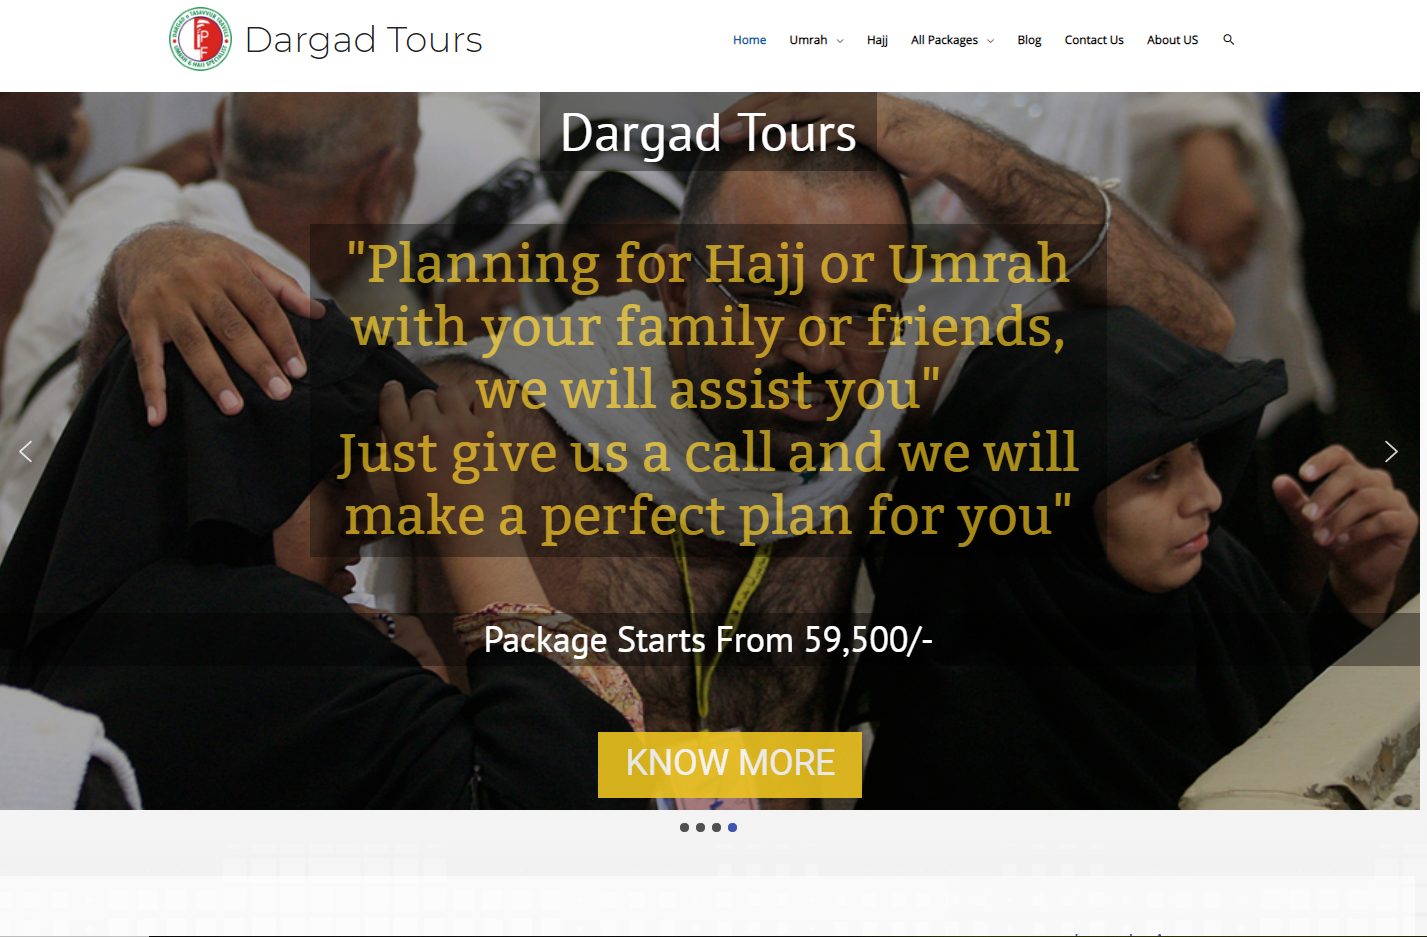 Dargad Tours
Home Umrah Hajj All Packages Blog Contact Us About US
Dargad Tours
"Planning for Hajj or Umrah
with your family or friends,
we will assist you"
Just give us a call and we will
make a perfect plan for you"
Package Starts From 59,500/-
KNOW MORE